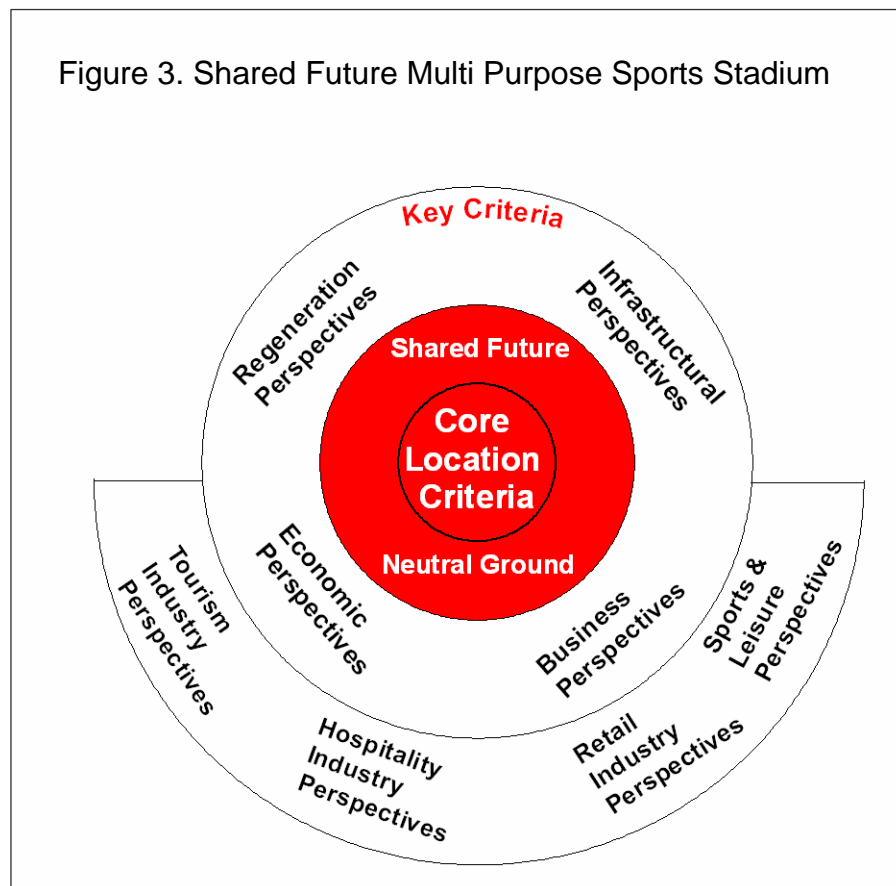 Figure 3. Shared Future Multi Purpose Sports Stadium
Key Criteria
Regeneration
Perspectives
Infrastructural
Perspectives
Shared Future
Core
Location
Criteria
Neutral Ground
Economic
Perspectives
Business
Perspectives
Tourism
Industry
Perspectives
Hospitality
Industry
Perspectives
Retail
Industry
Perspectives
Sports &
Leisure
Perspectives